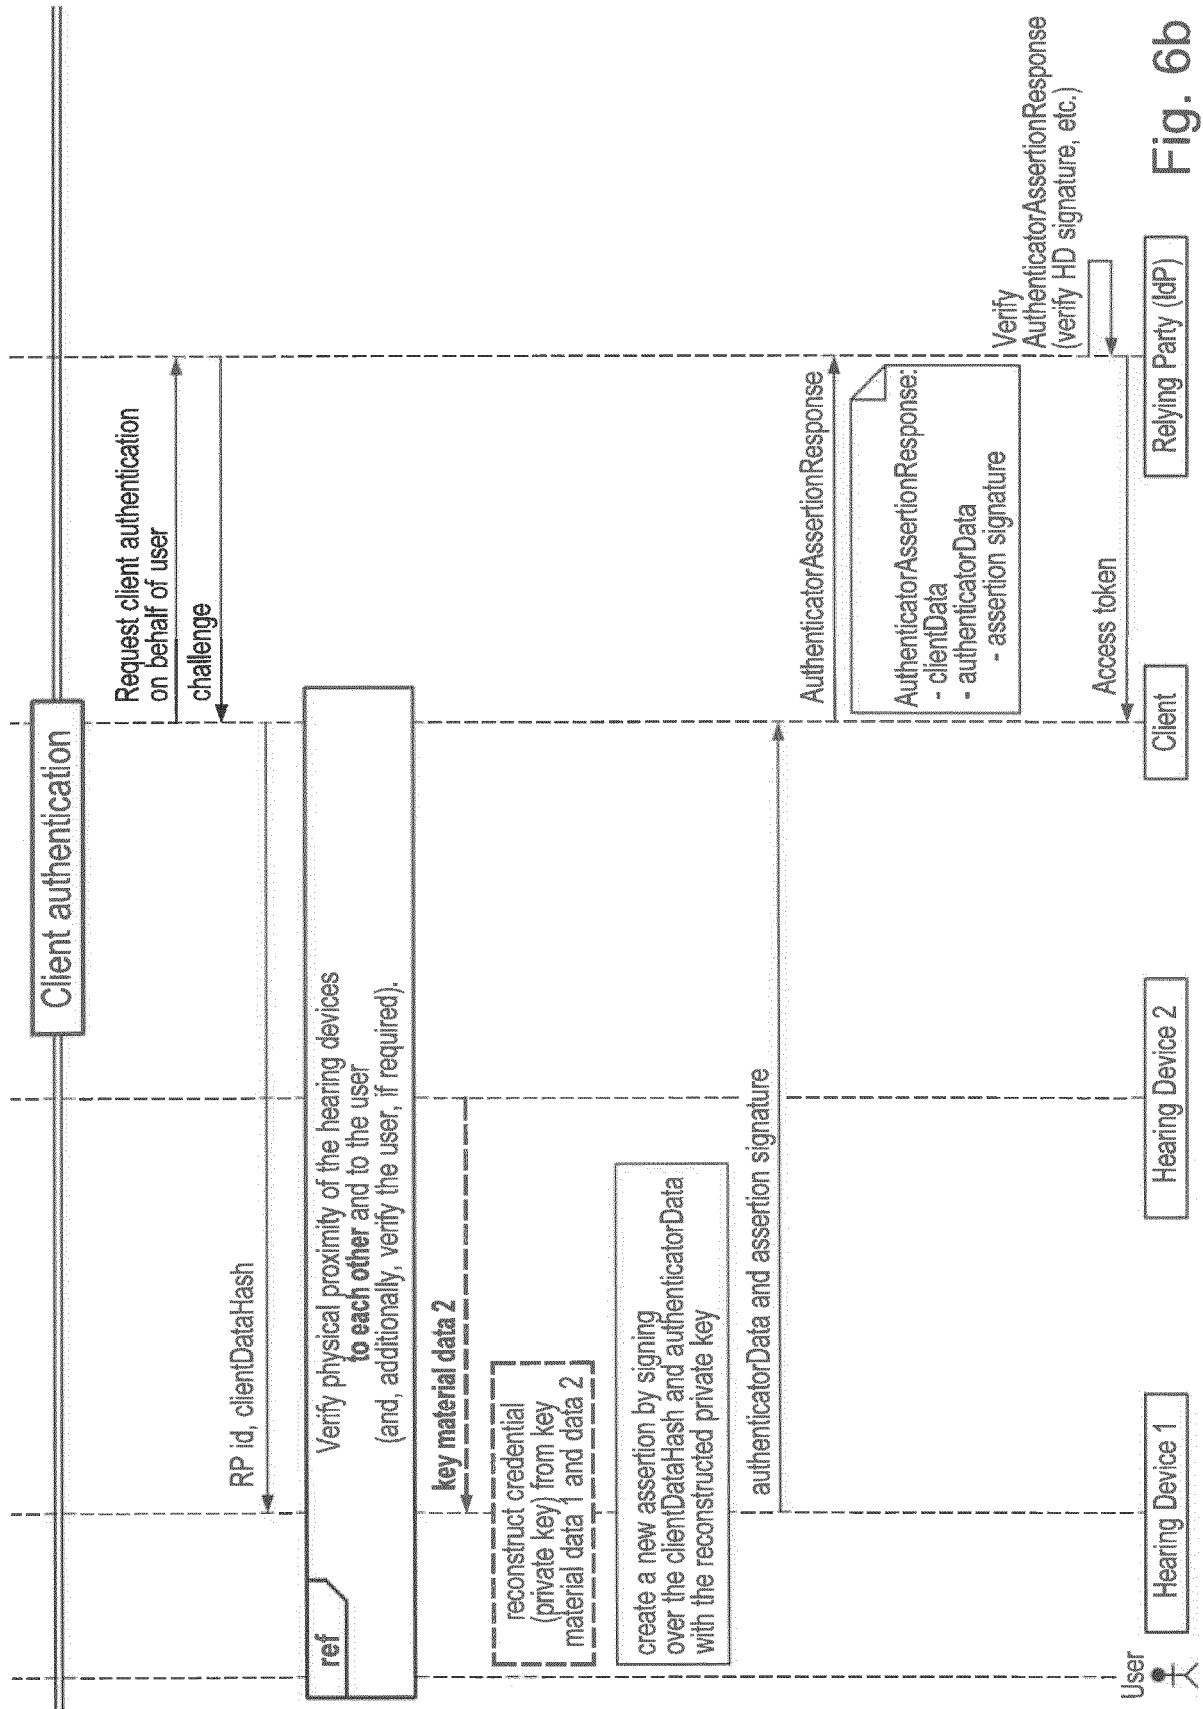 Client authentication
Request client authentication
on behalf of user
challenge
RP id, clientDataHash
ref
Verify physical proximity of the hearing devices
to each other and to the user
(and, additionally, verify the user, if required).
key material data 2
reconstruct credential
(private key) from key
material data 1 and data 2
create a new assertion by signing
over the clientDataHash and authenticatorData
with the reconstructed private key
authenticatorData and assertion signature
AuthenticatorAssertionResponse
AuthenticatorAssertionResponse:
- clientData
- authenticatorData
- assertion signature
Verify
AuthenticatorAssertionResponse
(verify HD signature, etc.)
Access token
User
Hearing Device 1
Hearing Device 2
Client
Relying Party (IdP)
Fig. 6b